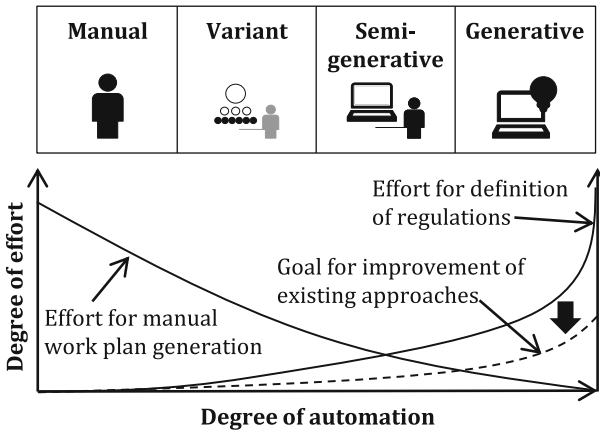 Manual
Variant
Semi-
generative
Generative
Effort for definition
of regulations
Goal for improvement of
existing approaches
Effort for manual
work plan generation
Degree of effort
Degree of automation